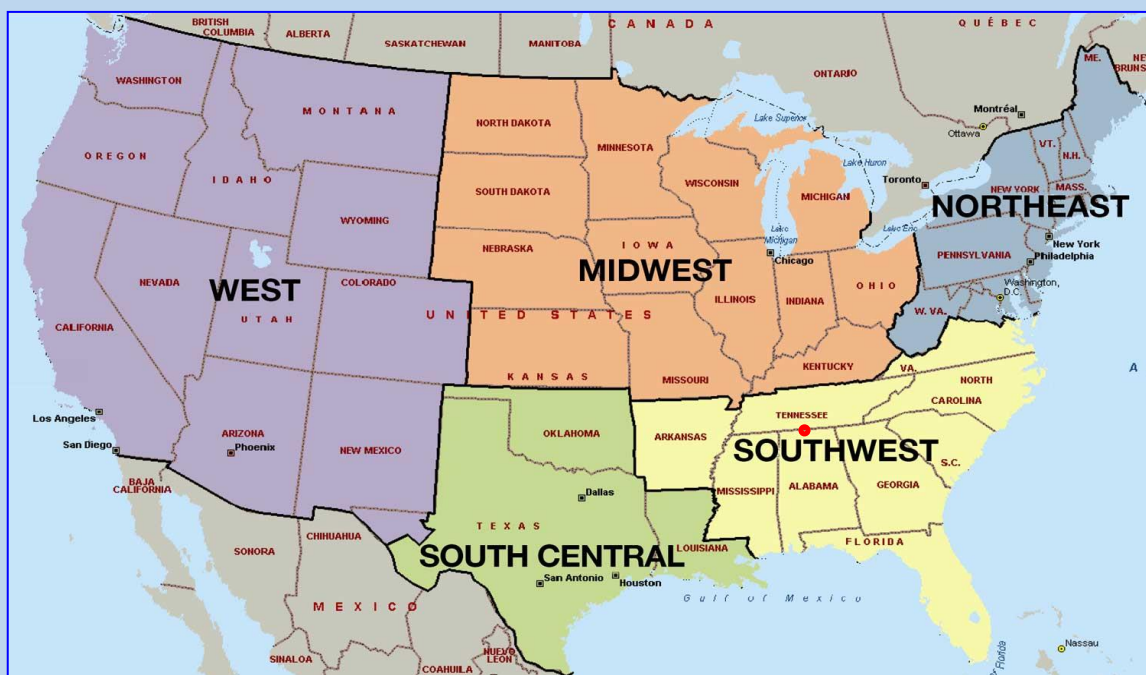 CANADA
QUÉBEC
BRITISH
COLUMBIA
ALBERTA
SASKATCHEWAN
MANITOBA
ONTARIO
ME.
NEW
BRUNS
WASHINGTON
MONTANA
NORTH DAKOTA
MINNESOTA
Lake Superior
Montréal
Ottawa
OREGON
IDAHO
SOUTH DAKOTA
WISCONSIN
MICHIGAN
Lake Huron
Toronto
VT.
N.H.
NEW YORK
MASS.
NORTHEAST
WYOMING
NEBRASKA
IOWA
Lake
Michigan
Lake Erie
New York
Philadelphia
PENNSYLVANIA
Chicago
MIDWEST
WEST
NEVADA
UTAH
COLORADO
UNITED STATES
ILLINOIS
INDIANA
OHIO
W. VA.
Washington,
D.C.
CALIFORNIA
KANSAS
MISSOURI
KENTUCKY
VA.
A
NORTH
CAROLINA
Los Angeles
San Diego
ARIZONA
Phoenix
NEW MEXICO
OKLAHOMA
ARKANSAS
TENNESSEE
SOUTHWEST
S.C.
BAJA
CALIFORNIA
Dallas
MISSISSIPPI
ALABAMA
GEORGIA
SONORA
CHIHUAHUA
TEXAS
SOUTH CENTRAL
LOUISIANA
FLORIDA
San Antonio
Houston
Gulf of Mexico
MEXICO
SINALOA
COAHUILA
NUEVO
LEON
of Florida
Nassau